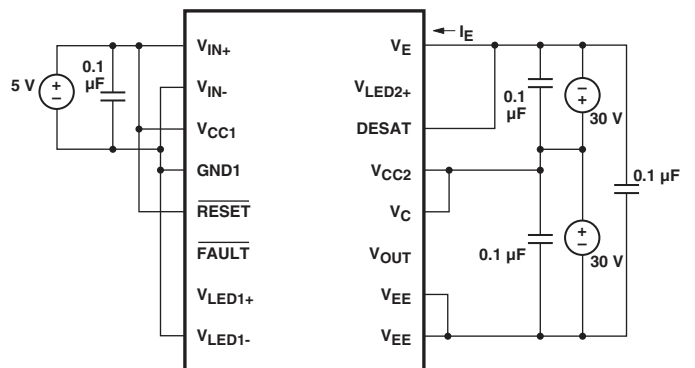 V_IN+
V_IN-
V_CC1
GND1
RESET
FAULT
V_LED1+
V_LED1-
5 V
+
−
0.1
µF
V_E
V_LED2+
DESAT
V_CC2
V_C
V_OUT
V_EE
V_EE
I_E
0.1
µF
−
+
30 V
0.1 µF
+
−
30 V
0.1 µF